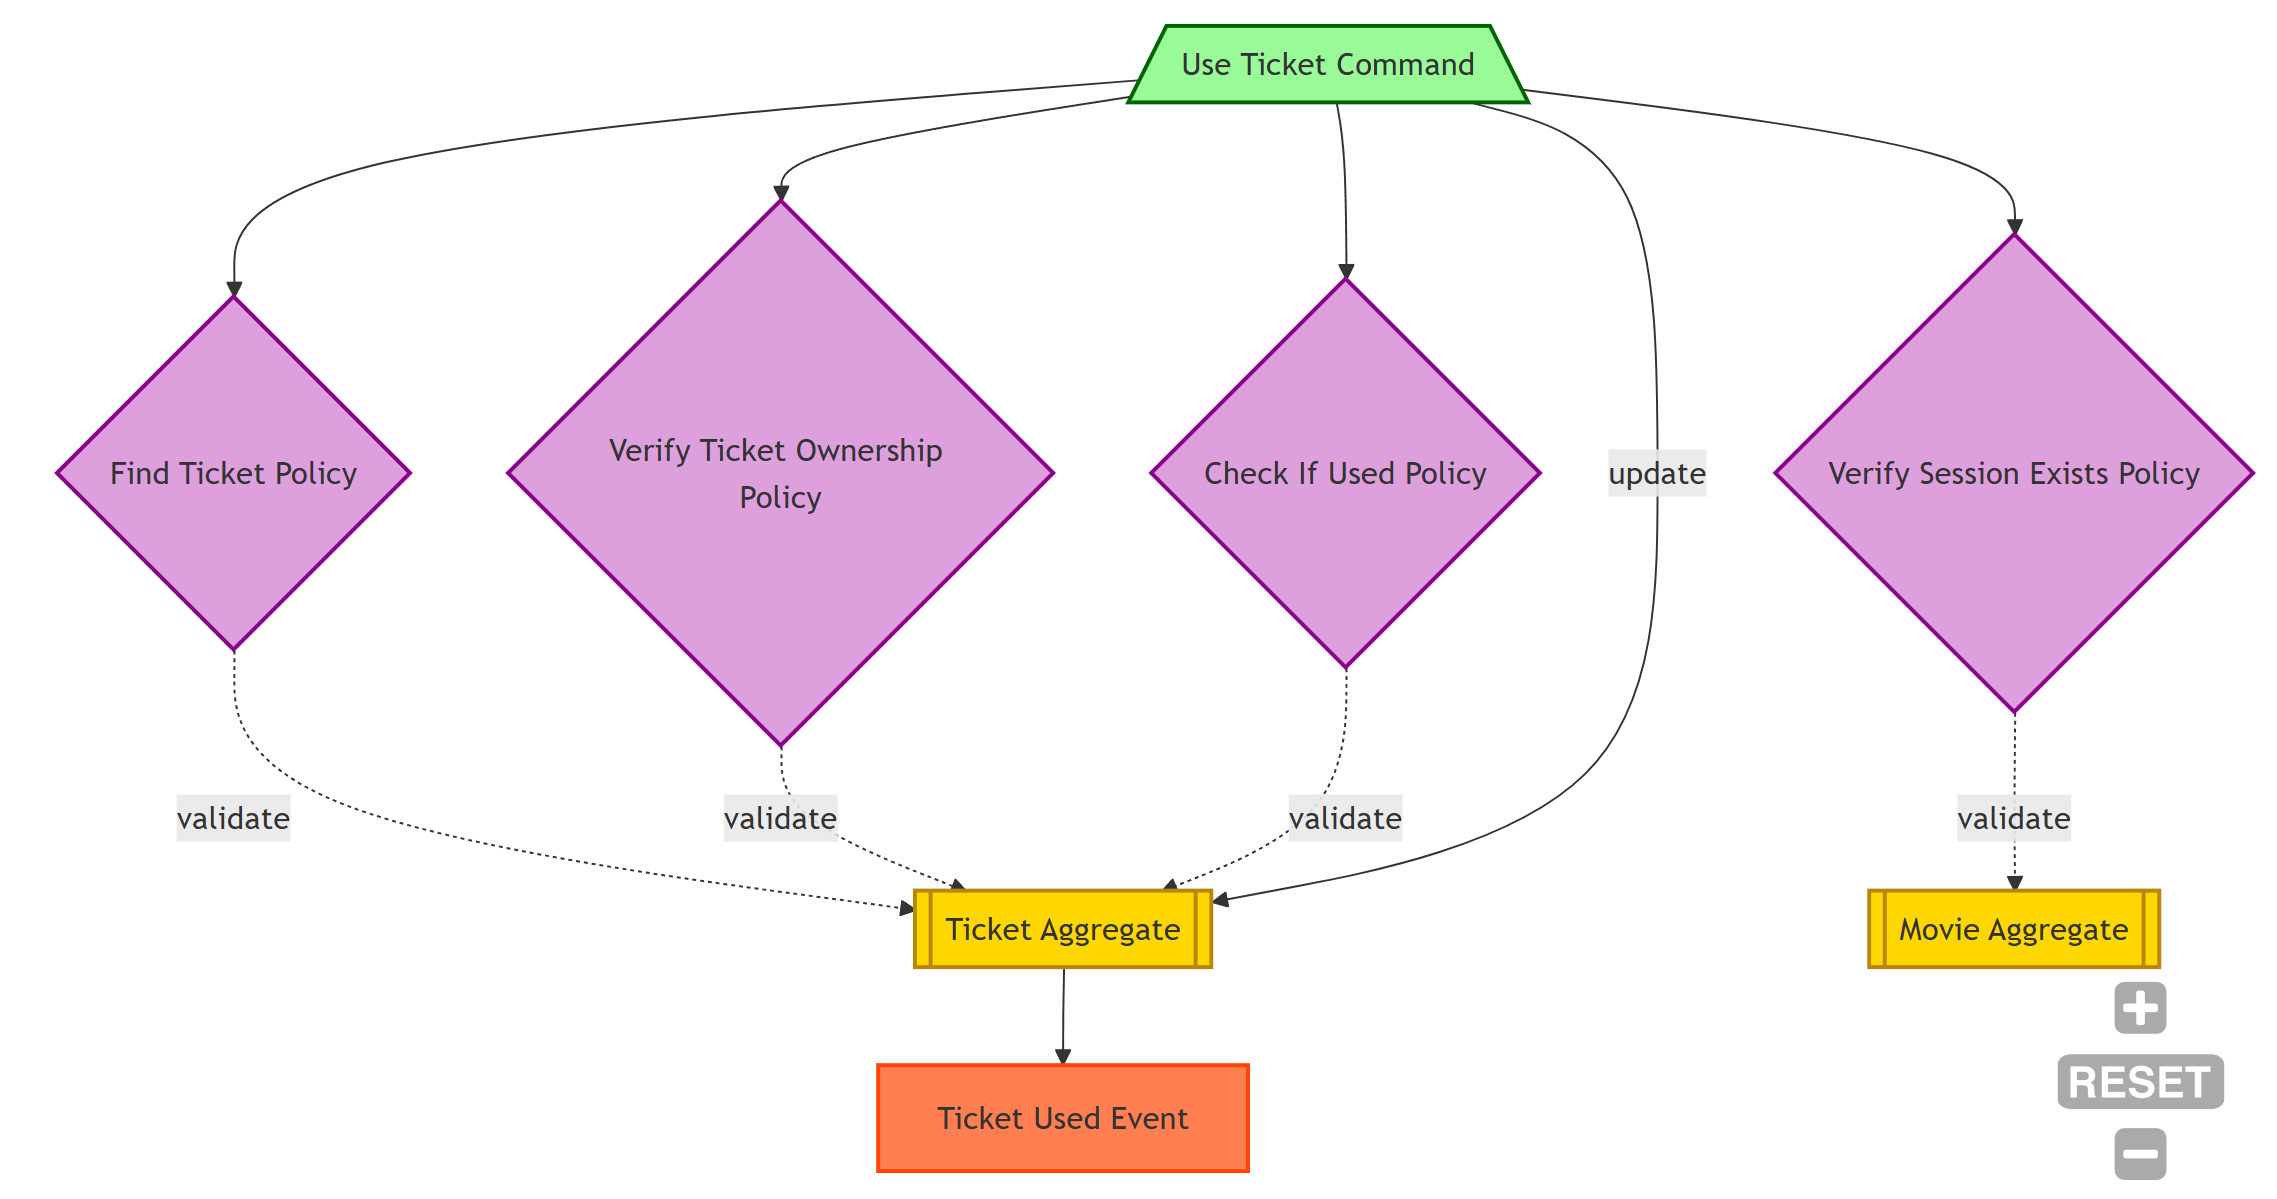 Use Ticket Command
Find Ticket Policy
Verify Ticket Ownership
Policy
Check If Used Policy
update
Verify Session Exists Policy
validate
validate
validate
validate
Ticket Aggregate
Movie Aggregate
RESET
Ticket Used Event